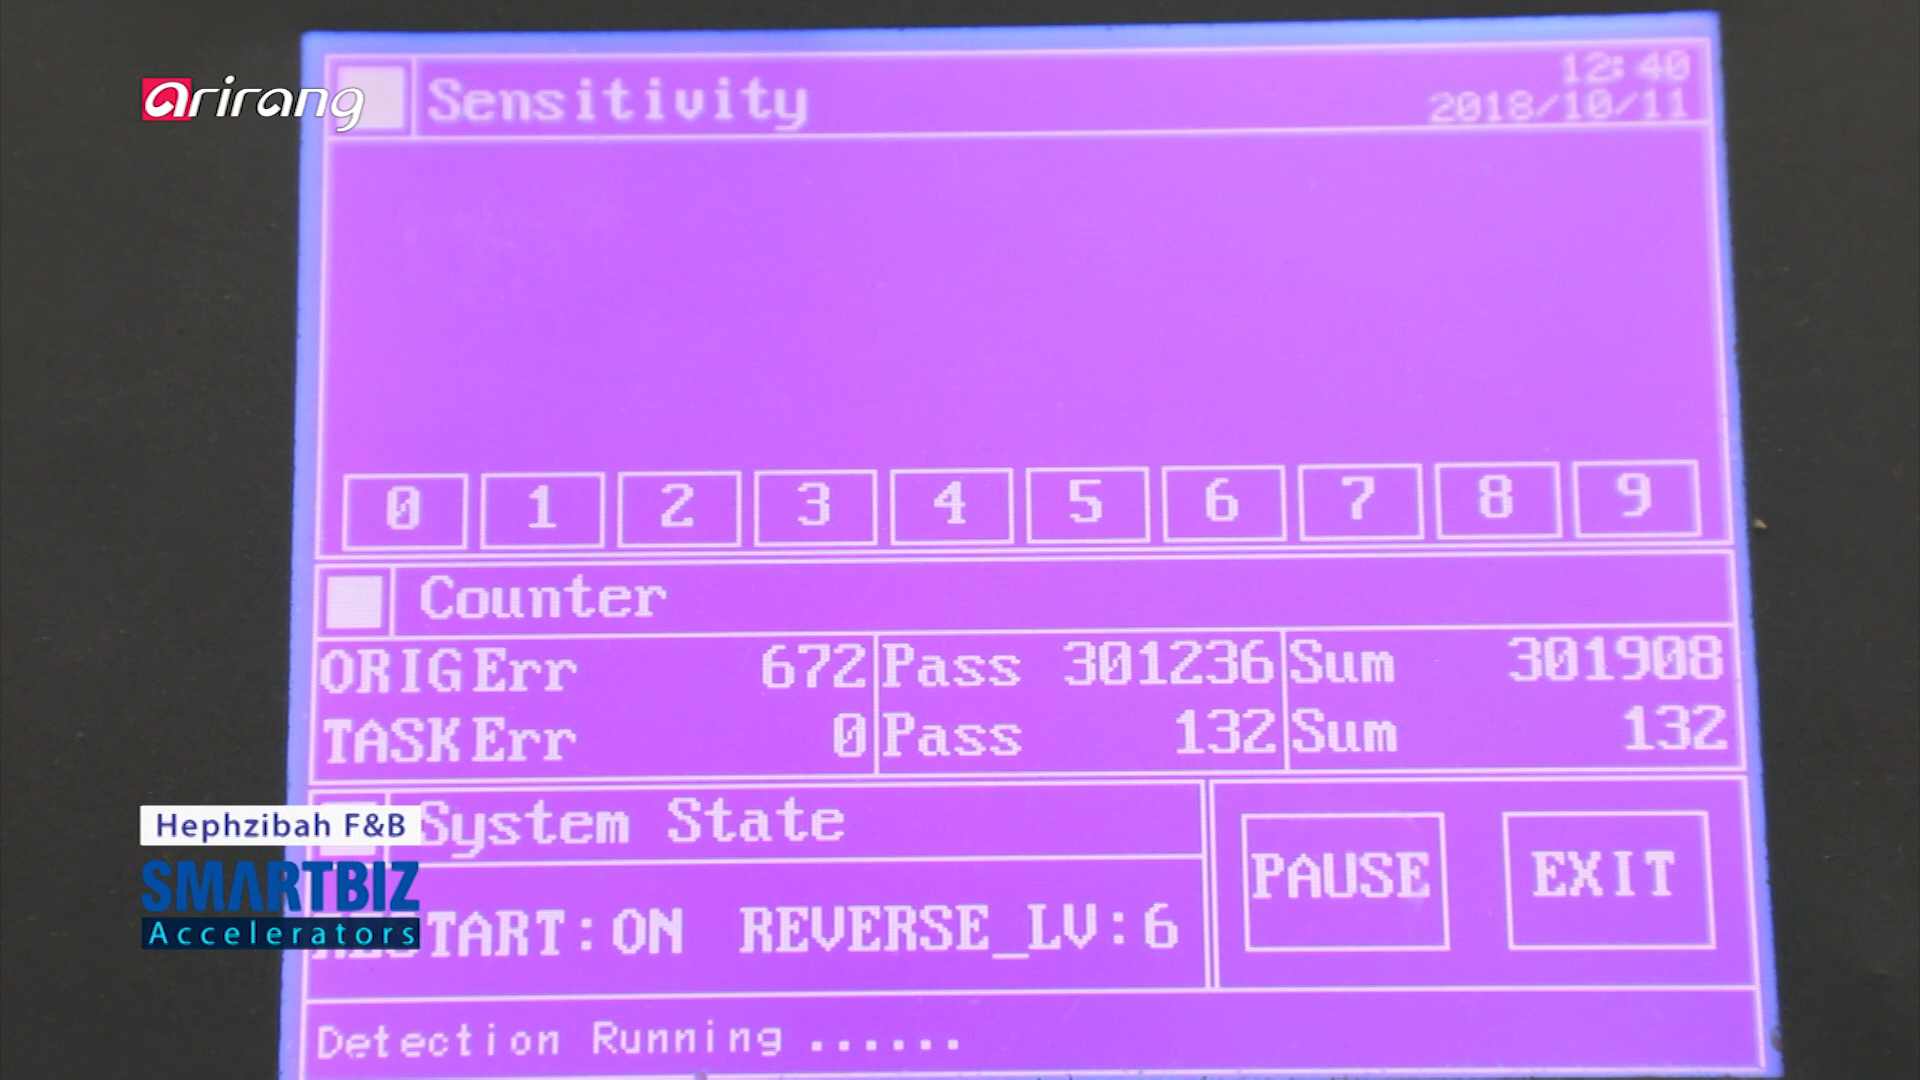 arirang
Sensitivity
12:40
2018/10/11
0 1 2 3 4 5 6 7 8 9
Counter
ORIG Err 672 Pass 301236 Sum 301908
TASK Err 0 Pass 132 Sum 132
Hephzibah F&B
System State
SMARTBIZ
Accelerators
TART:ON REVERSE_LV:6
PAUSE
EXIT
Detection Running ......